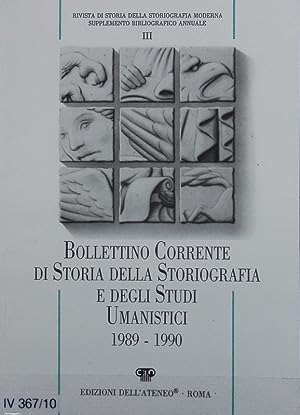 RIVISTA DI STORIA DELLA STORIOGRAFIA MODERNA
SUPPLEMENTO BIBLIOGRAFICO ANNUALE
III
BOLLETTINO CORRENTE
DI STORIA DELLA STORIOGRAFIA
E DEGLI STUDI
UMANISTICI
1989 - 1990
IV 367/10
EDIZIONI DELL'ATENEO® · ROMA